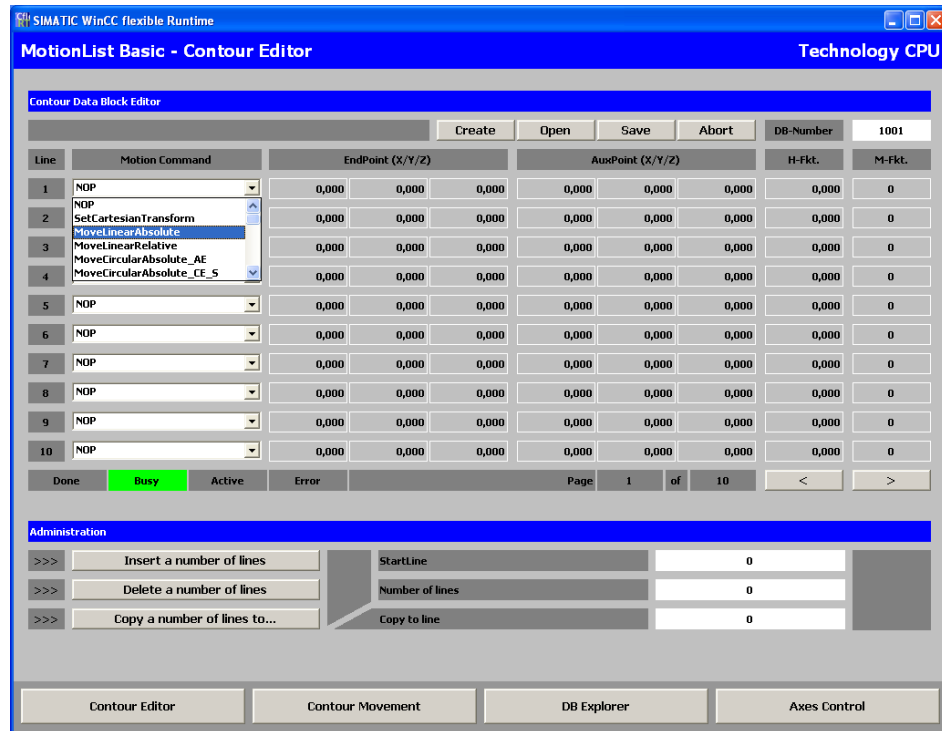 SIMATIC WinCC flexible Runtime
MotionList Basic - Contour Editor Technology CPU
Contour Data Block Editor
Create Open Save Abort DB-Number 1001
Line Motion Command EndPoint (X/Y/Z) AuxPoint (X/Y/Z) H-Fkt. M-Fkt.
1 NOP 0,000 0,000 0,000 0,000 0,000 0,000 0,000 0
NOP
2 SetCartesianTransform 0,000 0,000 0,000 0,000 0,000 0,000 0,000 0
MoveLinearAbsolute
3 MoveLinearRelative 0,000 0,000 0,000 0,000 0,000 0,000 0,000 0
MoveCircularAbsolute_AE
4 MoveCircularAbsolute_CE_S 0,000 0,000 0,000 0,000 0,000 0,000 0,000 0
5 NOP 0,000 0,000 0,000 0,000 0,000 0,000 0,000 0
6 NOP 0,000 0,000 0,000 0,000 0,000 0,000 0,000 0
7 NOP 0,000 0,000 0,000 0,000 0,000 0,000 0,000 0
8 NOP 0,000 0,000 0,000 0,000 0,000 0,000 0,000 0
9 NOP 0,000 0,000 0,000 0,000 0,000 0,000 0,000 0
10 NOP 0,000 0,000 0,000 0,000 0,000 0,000 0,000 0
Done Busy Active Error Page 1 of 10 < >
Administration
>>> Insert a number of lines StartLine 0
>>> Delete a number of lines Number of lines 0
>>> Copy a number of lines to... Copy to line 0
Contour Editor Contour Movement DB Explorer Axes Control